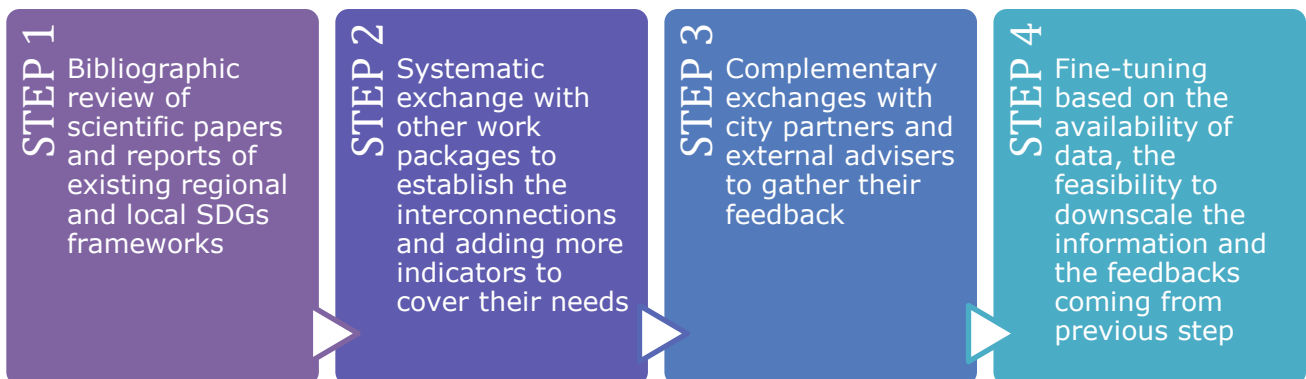 STEP 1
Bibliographic
review of
scientific papers
and reports of
existing regional
and local SDGs
frameworks
STEP 2
Systematic
exchange with
other work
packages to
establish the
interconnections
and adding more
indicators to
cover their needs
STEP 3
Complementary
exchanges with
city partners and
external advisers
to gather their
feedback
STEP 4
Fine-tuning
based on the
availability of
data, the
feasibility to
downscale the
information and
the feedbacks
coming from
previous step